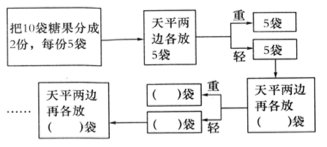 把10袋糖果分成
2份，每份5袋
天平两
边各放
5袋
重
5袋
轻
5袋
天平两边
再各放
(　)袋
重
(　)袋
(　)袋
轻
天平两边
再各放
(　)袋
……